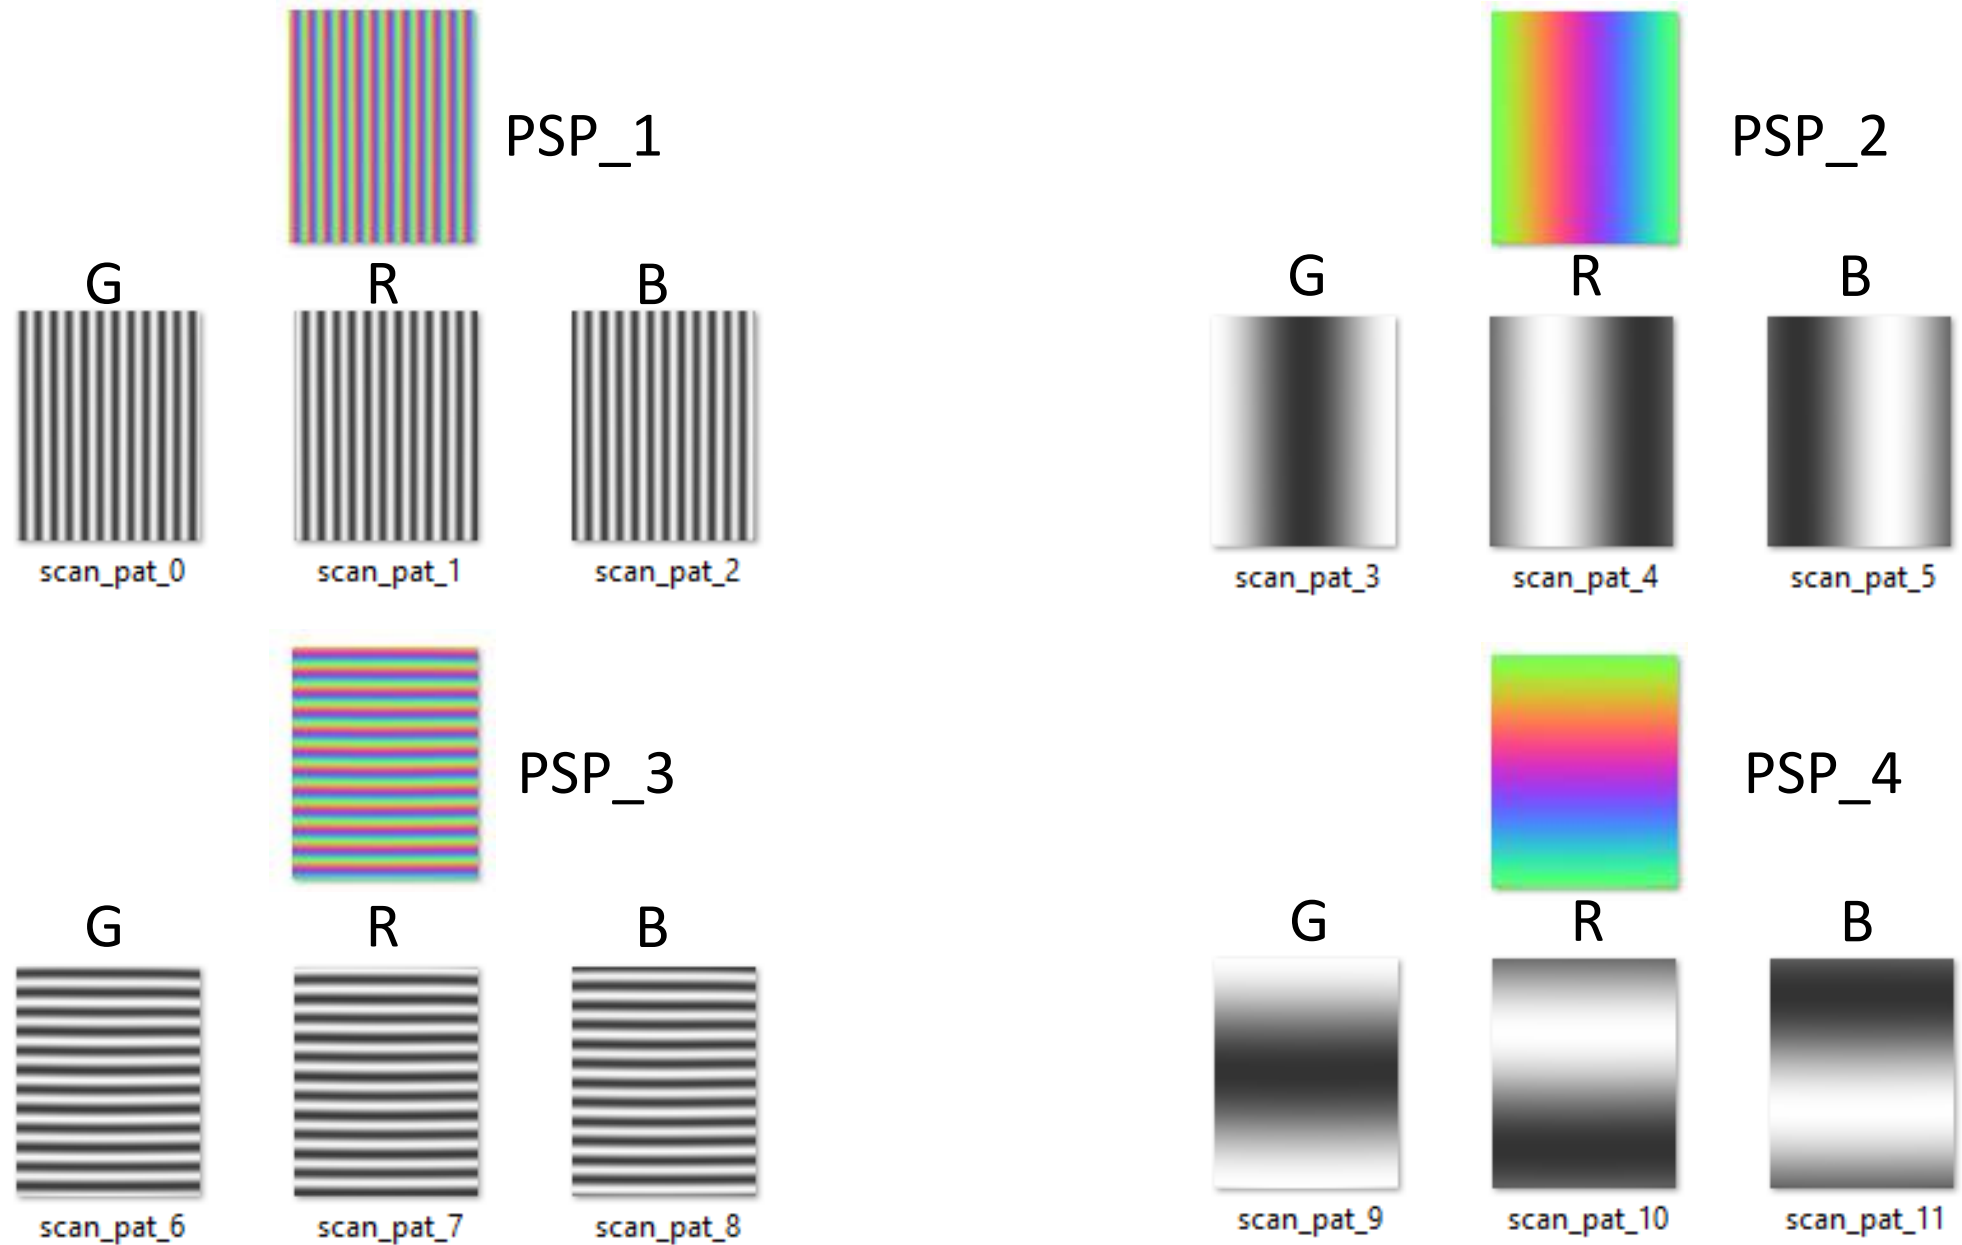 PSP_1
G R B
scan_pat_0 scan_pat_1 scan_pat_2
PSP_2
G R B
scan_pat_3 scan_pat_4 scan_pat_5
PSP_3
G R B
scan_pat_6 scan_pat_7 scan_pat_8
PSP_4
G R B
scan_pat_9 scan_pat_10 scan_pat_11